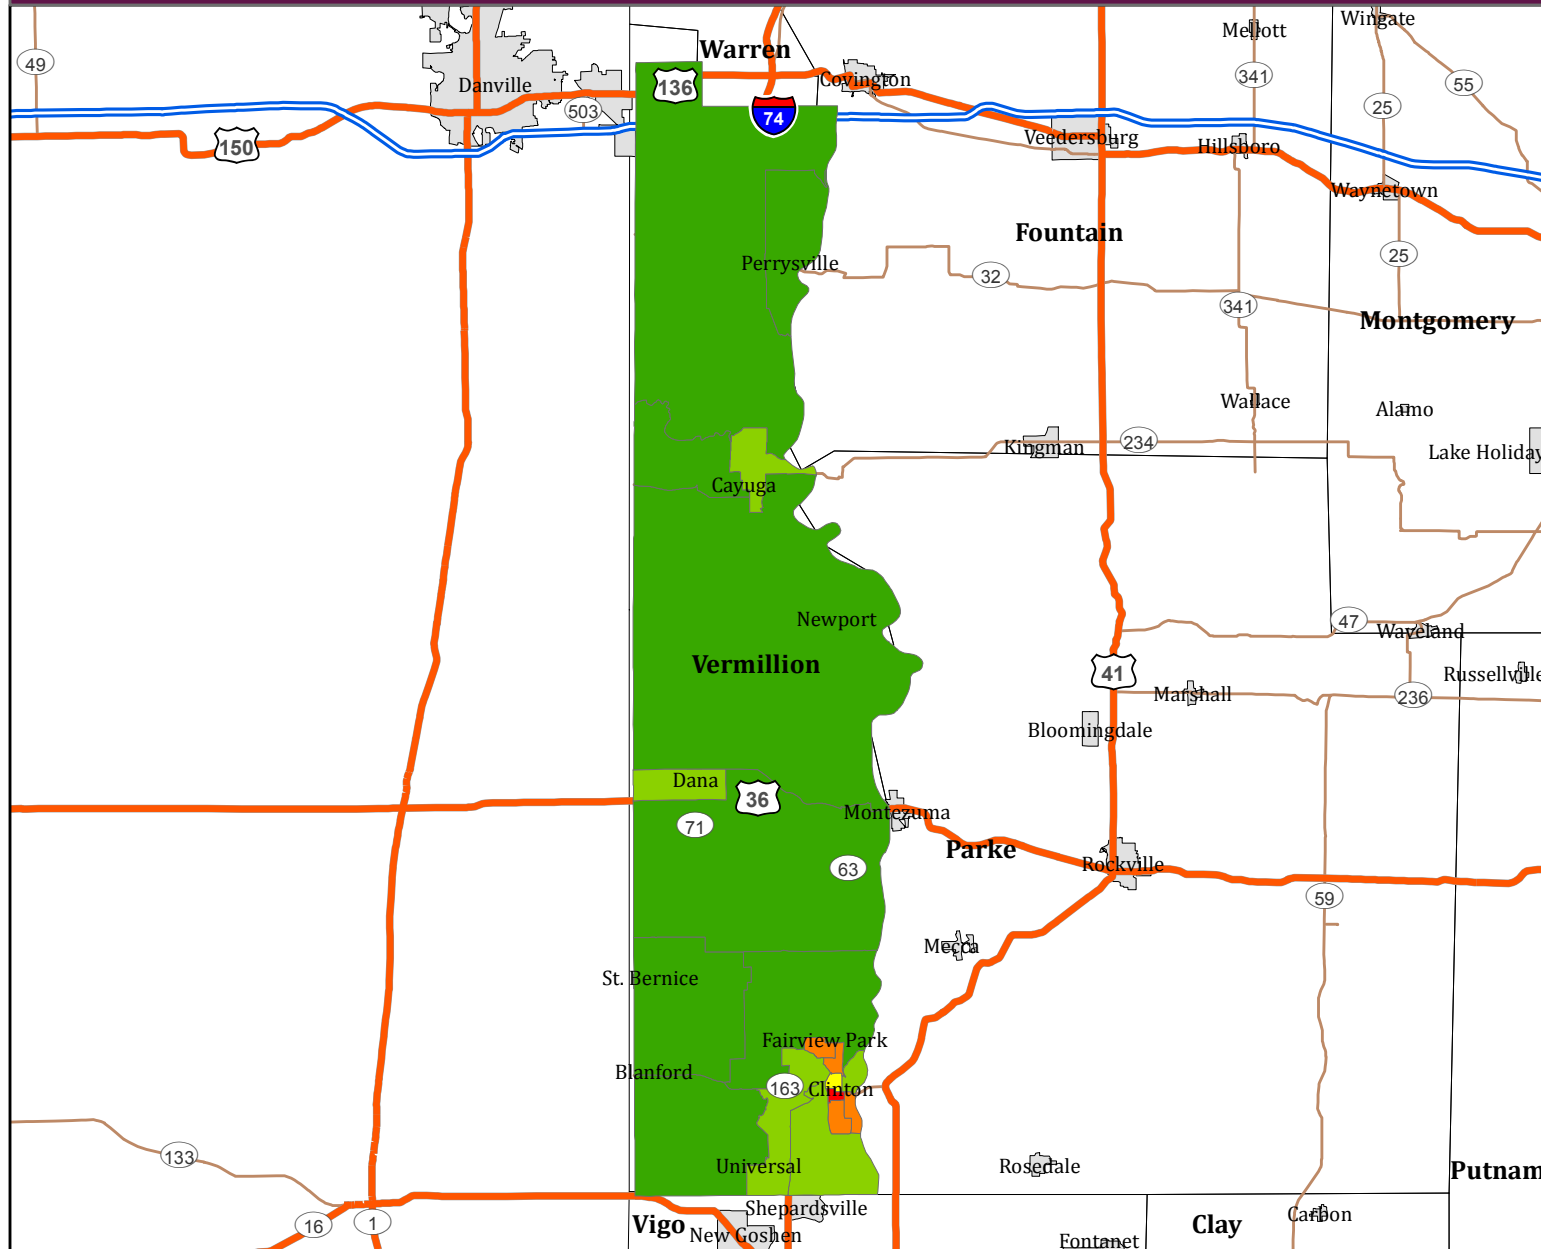 Mellott
Wingate
49
Warren
341
Danville
136
Covington
55
503
74
25
150
Veedersburg
Hillsboro
Waynetown
Fountain
25
Perrysville
32
341
Montgomery
Wallace
Alamo
Kingman
234
Lake Holiday
Cayuga
Newport
47
Waveland
Vermillion
41
Russellville
Marshall
236
Bloomingdale
Dana
36
71
Montezuma
Parke
63
Rockville
59
Mecca
St. Bernice
Fairview Park
Blanford
163
Clinton
133
Universal
Rosedale
Putnam
Shepardsville
16
1
Vigo
New Goshen
Clay
Carbon
Fontanet